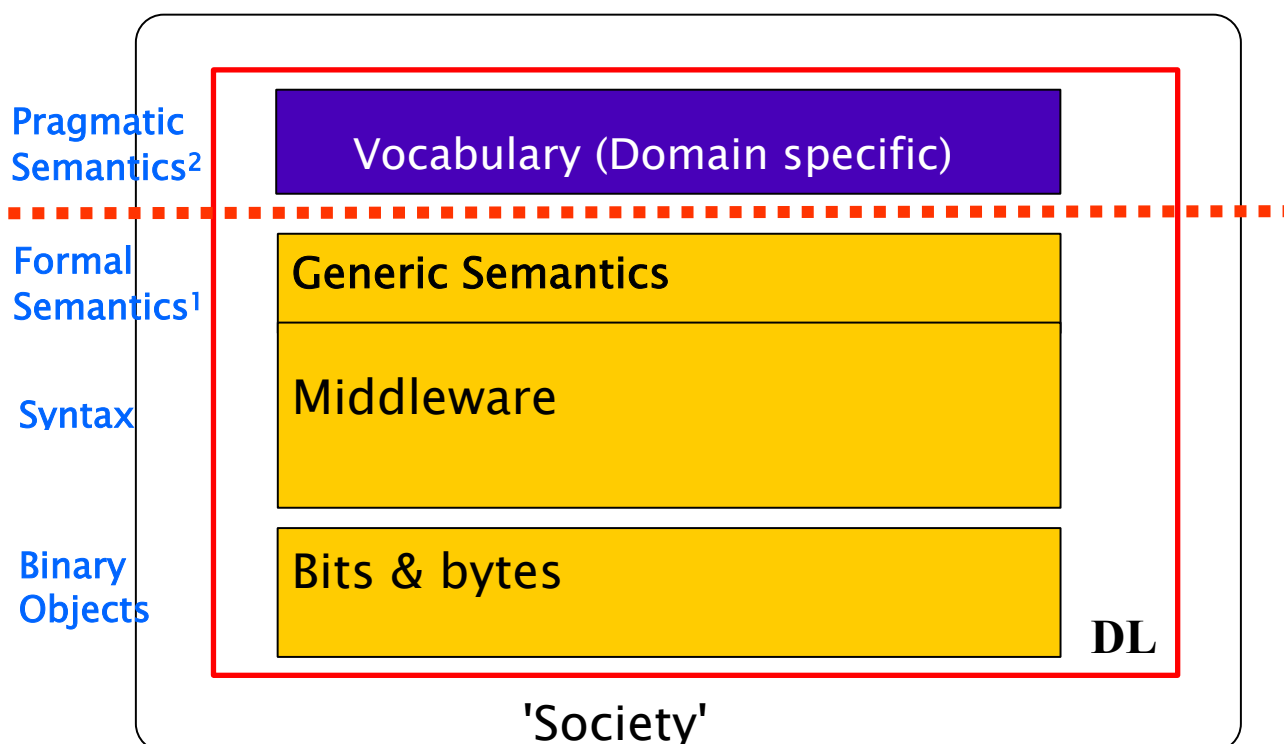 Pragmatic
Semantics²
Vocabulary (Domain specific)
Formal
Semantics¹
Generic Semantics
Syntax
Middleware
Binary
Objects
Bits & bytes
DL
'Society'